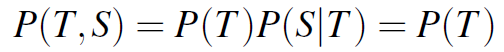 P(T,S) = P(T)P(S|T) = P(T)